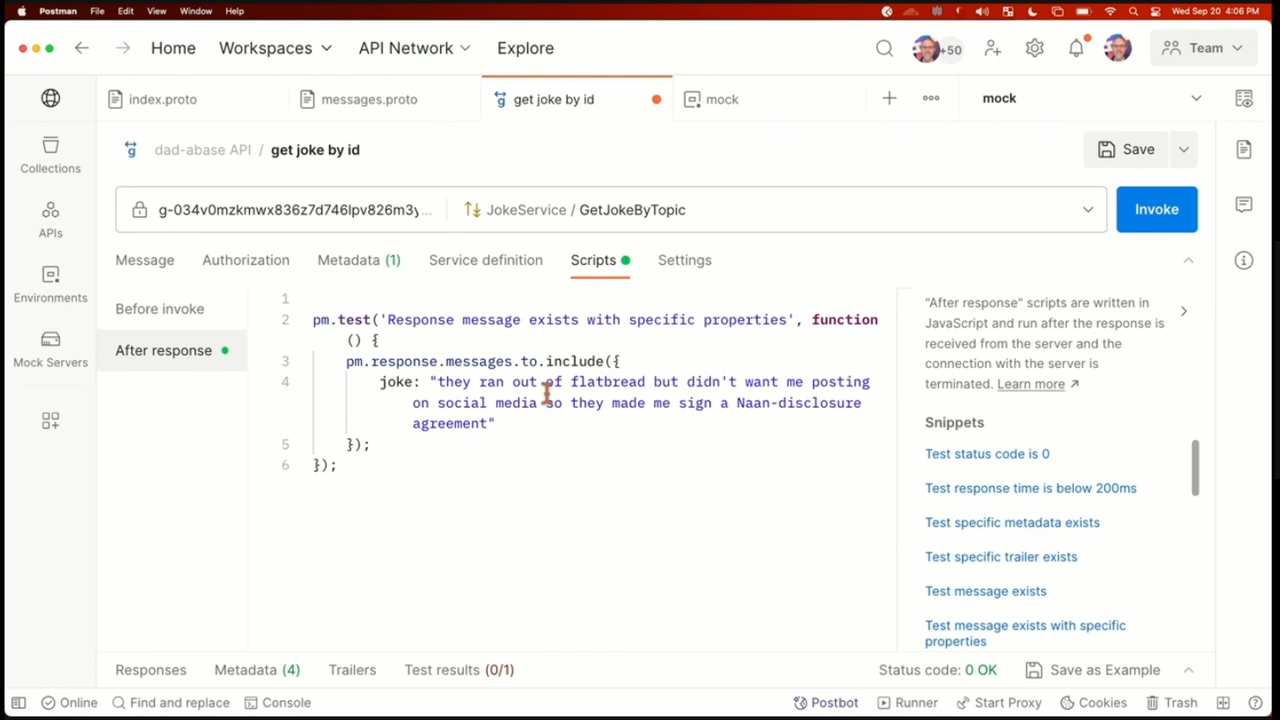 Postman File Edit View Window Help Wed Sep 20 4:06 PM
Home Workspaces API Network Explore +50 Team
index.proto messages.proto get joke by id mock mock
dad-abase API / get joke by id Save
g-034v0mzkmwx836z7d746lpv826m3y... JokeService / GetJokeByTopic Invoke
Message Authorization Metadata (1) Service definition Scripts Settings
Collections
APIs
Environments
Mock Servers
Before invoke
After response
1
2 pm.test('Response message exists with specific properties', function
() {
3 pm.response.messages.to.include({
4 joke: "they ran out of flatbread but didn't want me posting
on social media so they made me sign a Naan-disclosure
agreement"
5 });
6 });
"After response" scripts are written in
JavaScript and run after the response is
received from the server and the
connection with the server is
terminated. Learn more
Snippets
Test status code is 0
Test response time is below 200ms
Test specific metadata exists
Test specific trailer exists
Test message exists
Test message exists with specific
properties
Responses Metadata (4) Trailers Test results (0/1) Status code: 0 OK Save as Example
Online Find and replace Console Postbot Runner Start Proxy Cookies Trash